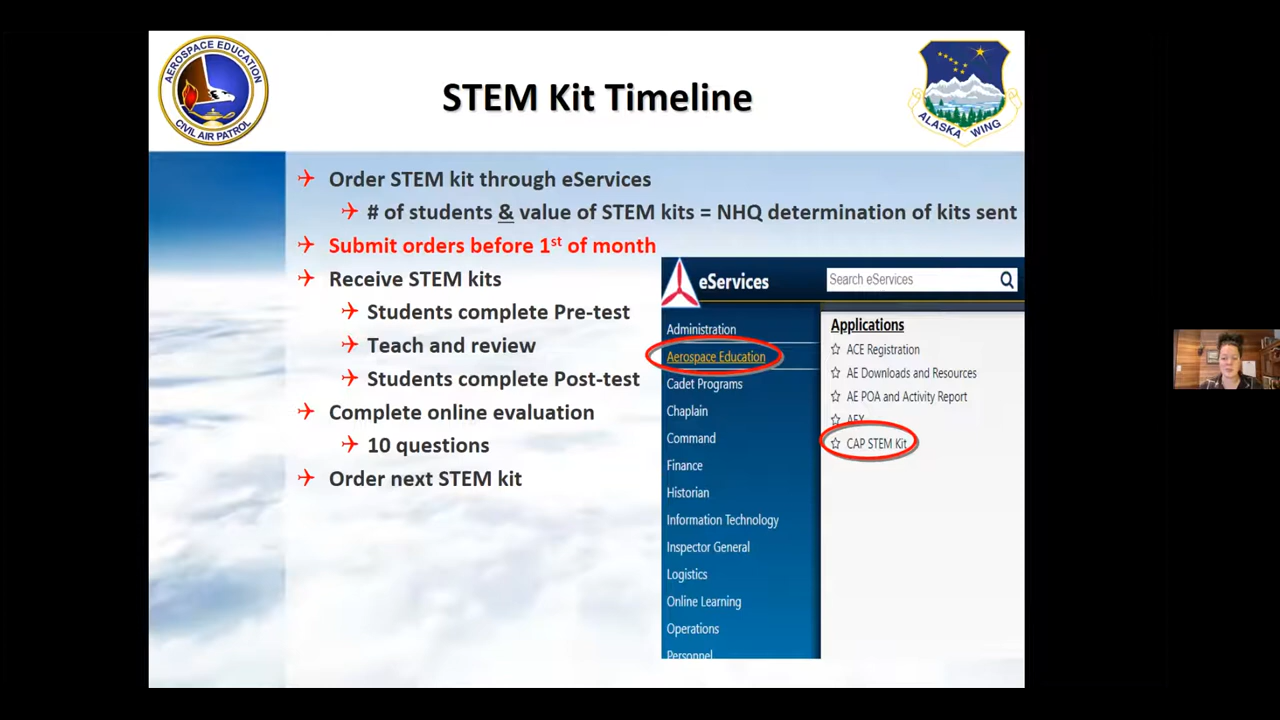 AEROSPACE EDUCATION
CIVIL AIR PATROL
STEM Kit Timeline
ALASKA WING
Order STEM kit through eServices
# of students & value of STEM kits = NHQ determination of kits sent
Submit orders before 1st of month
Receive STEM kits
Students complete Pre-test
Teach and review
Students complete Post-test
Complete online evaluation
10 questions
Order next STEM kit
eServices
Search eServices
Administration
Aerospace Education
Cadet Programs
Chaplain
Command
Finance
Historian
Information Technology
Inspector General
Logistics
Online Learning
Operations
Personnel
Applications
ACE Registration
AE Downloads and Resources
AE POA and Activity Report
AEX
CAP STEM Kit